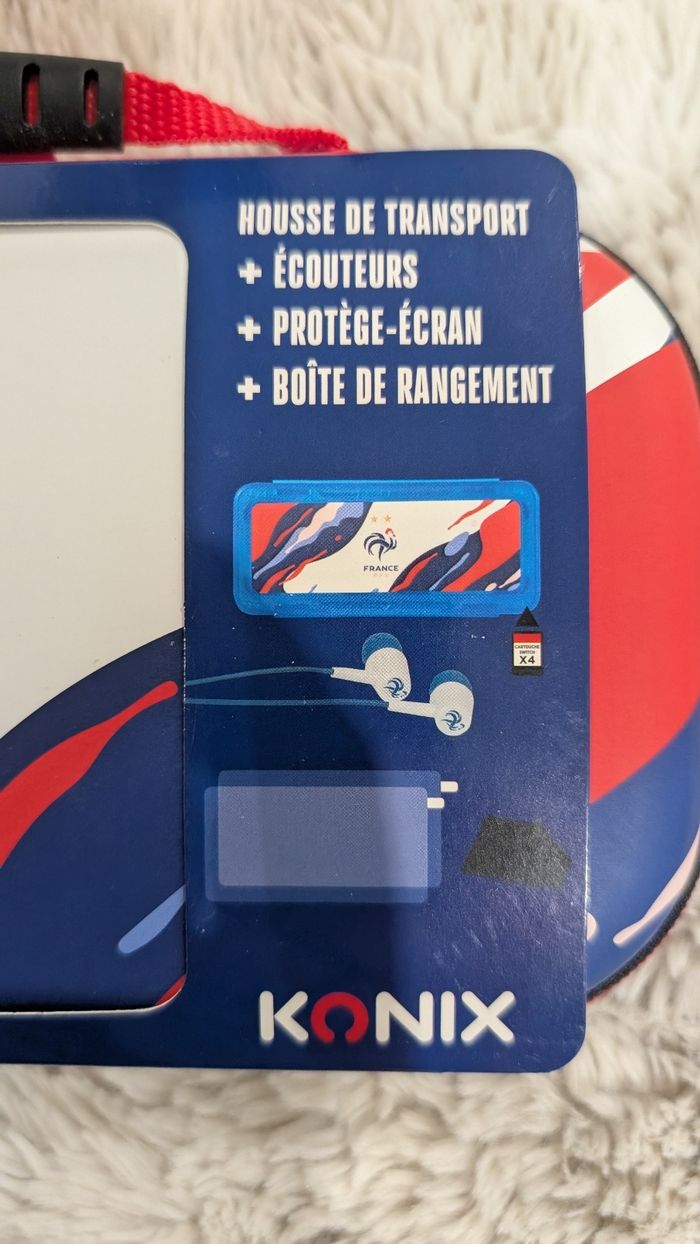 HOUSSE DE TRANSPORT
+ ÉCOUTEURS
+ PROTÈGE-ÉCRAN
+ BOÎTE DE RANGEMENT
FRANCE
CARTOUCHE
SWITCH
X4
KONIX